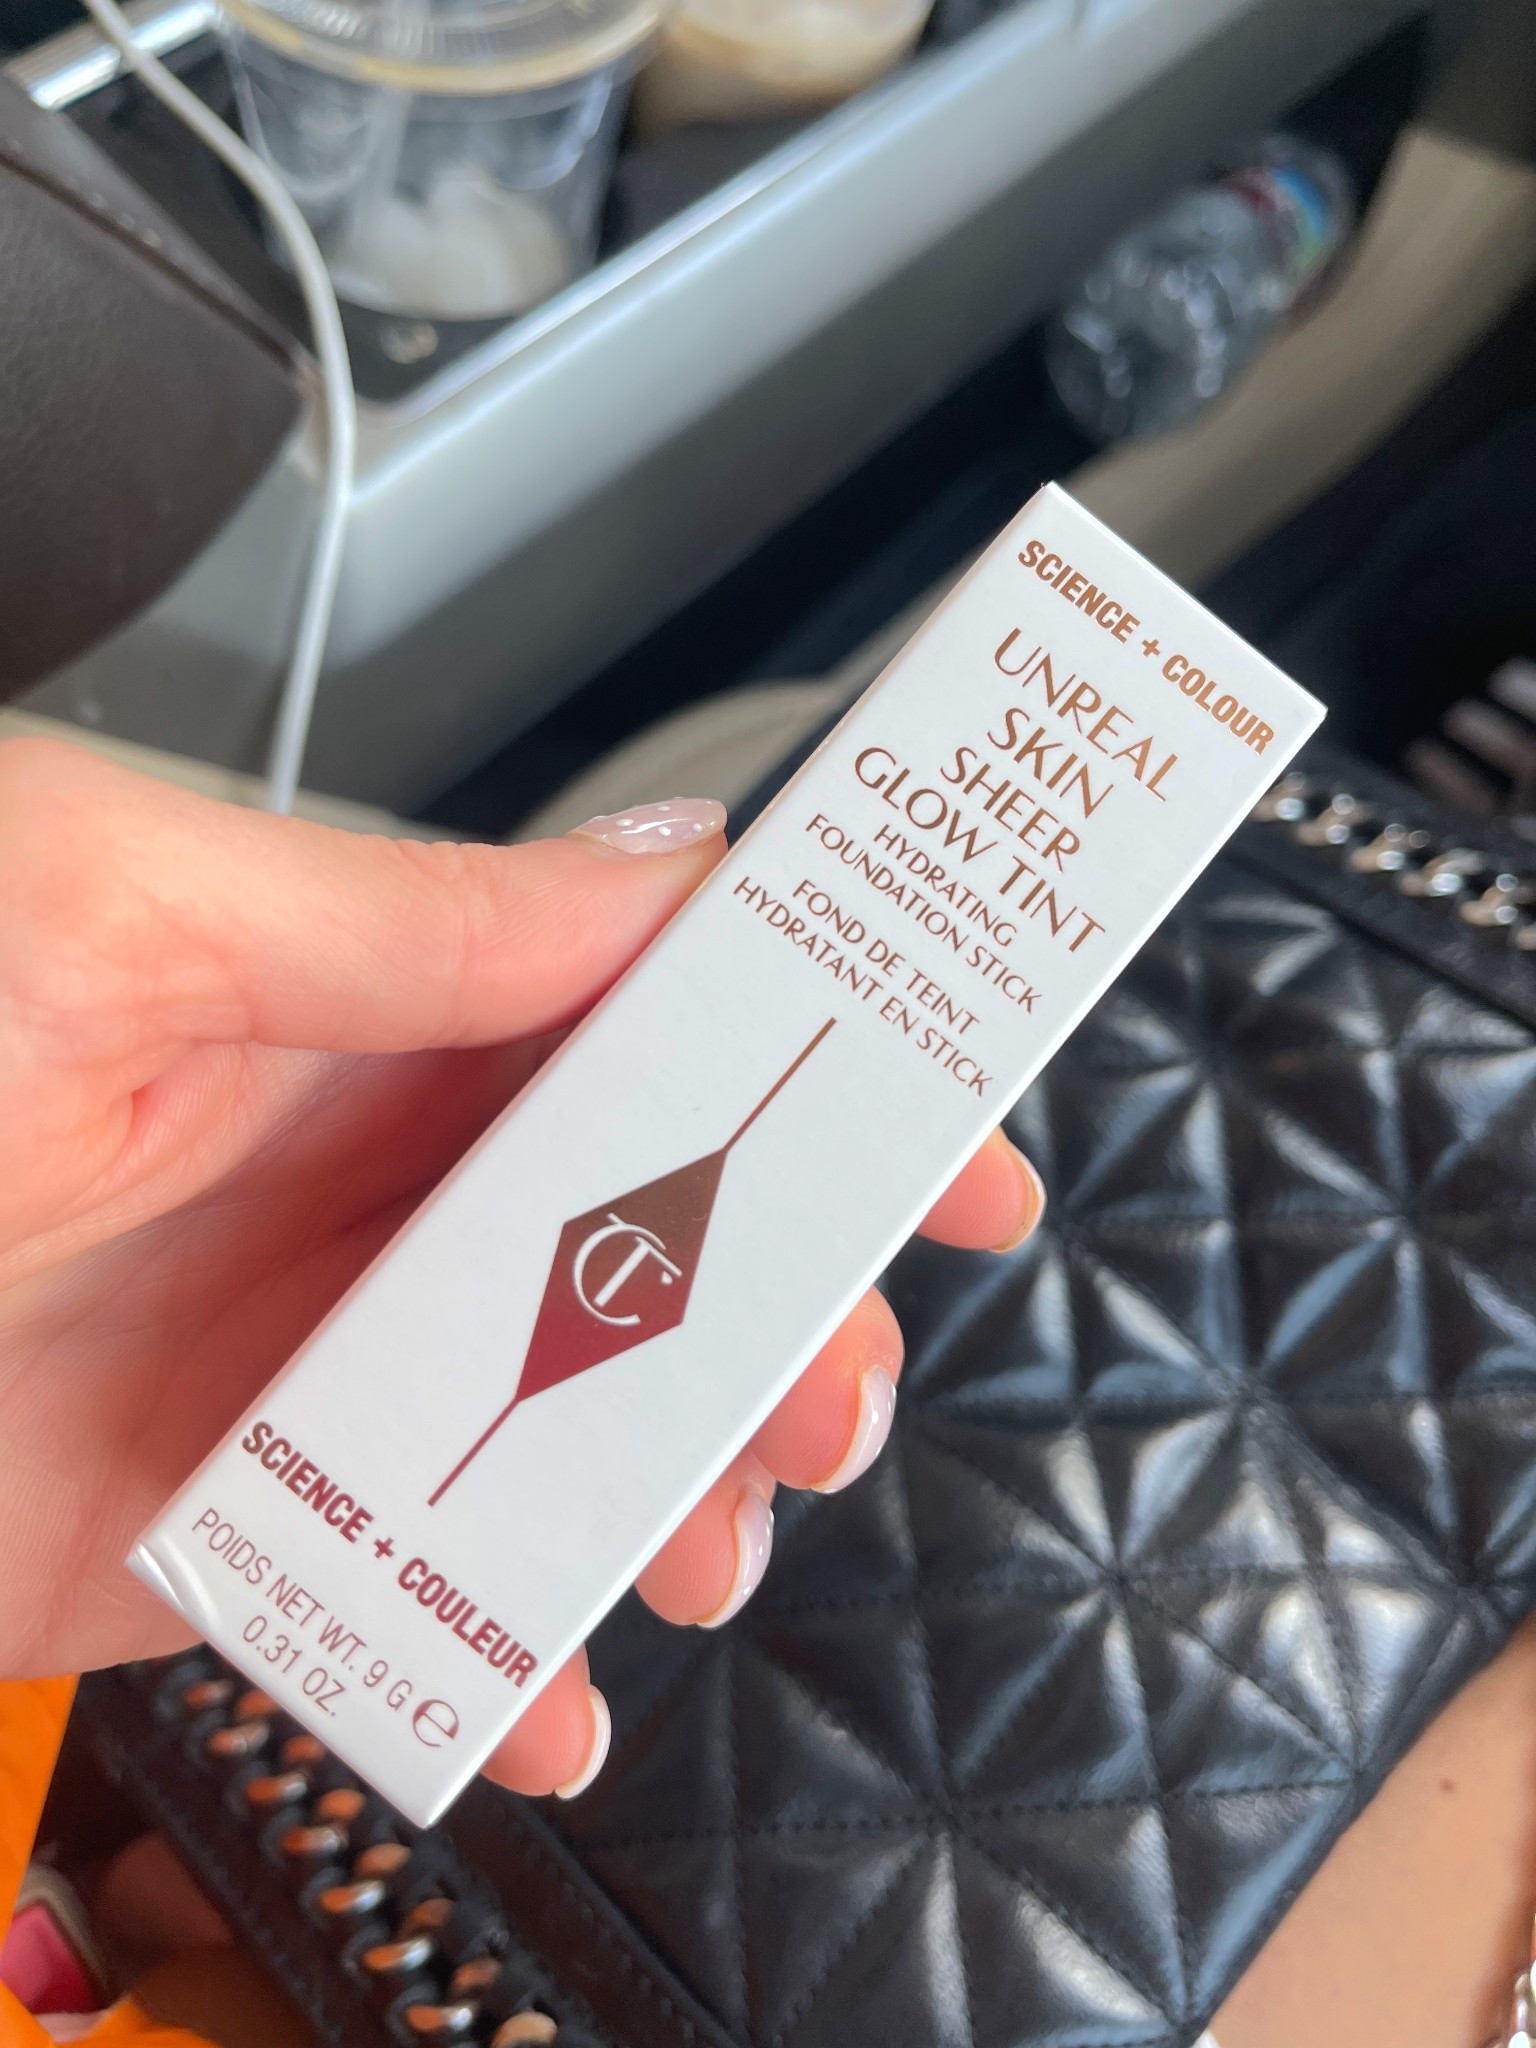 SCIENCE + COLOUR
UNREAL
SKIN
SHEER
GLOW TINT
HYDRATING
FOUNDATION STICK
FOND DE TEINT
HYDRATANT EN STICK
CT
SCIENCE + COULEUR
POIDS NET WT. 9 G ℮
0.31 OZ.